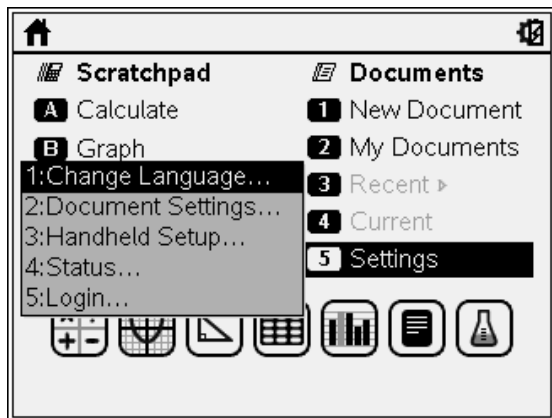 Scratchpad
A Calculate
B Graph
1:Change Language...
2:Document Settings...
3:Handheld Setup...
4:Status...
5:Login...
Documents
1 New Document
2 My Documents
3 Recent ▸
4 Current
5 Settings